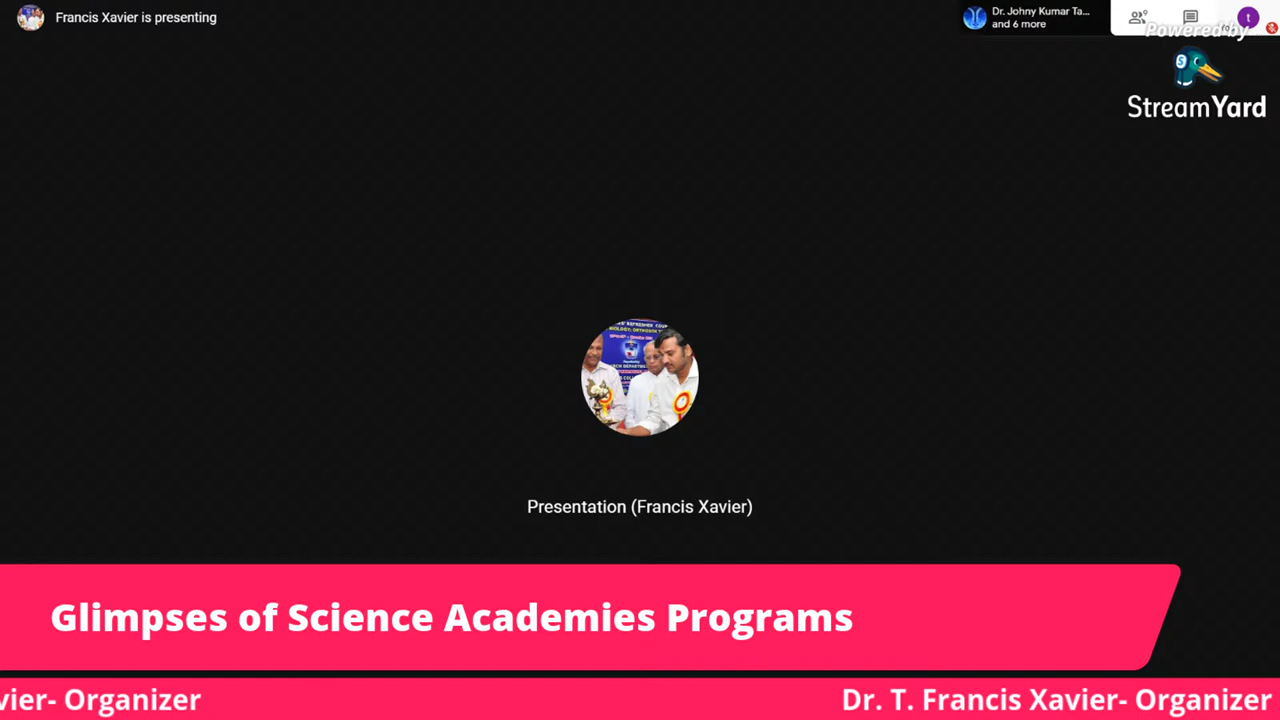 Francis Xavier is presenting
Dr. Johny Kumar Ta...
and 6 more
9
t
Powered by
S
StreamYard
Presentation (Francis Xavier)
Glimpses of Science Academies Programs
vier- Organizer
Dr. T. Francis Xavier- Organizer